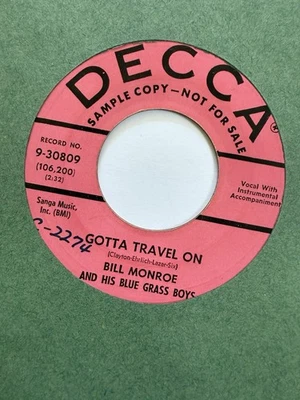 DECCA®
SAMPLE COPY—NOT FOR SALE
RECORD NO.
9-30809
(106,200)
(2:32)
Vocal With
Instrumental
Accompaniment
Sanga Music,
Inc. (BMI)
C-2274
GOTTA TRAVEL ON
(Clayton-Ehrlich-Lazar-Six)
BILL MONROE
AND HIS BLUE GRASS BOYS